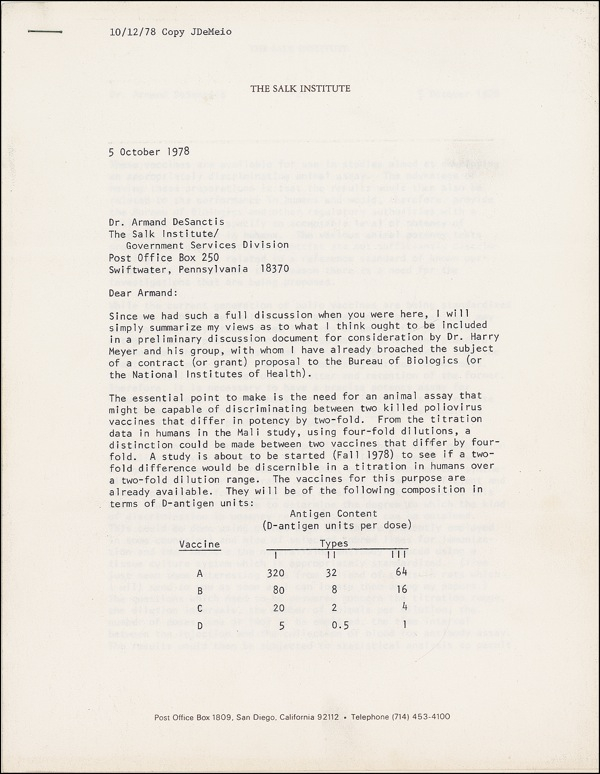 10/12/78 Copy JDeMeio
THE SALK INSTITUTE
5 October 1978
Dr. Armand DeSanctis
The Salk Institute/
Government Services Division
Post Office Box 250
Swiftwater, Pennsylvania 18370
Dear Armand:
Since we had such a full discussion when you were here, I will
simply summarize my views as to what I think ought to be included
in a preliminary discussion document for consideration by Dr. Harry
Meyer and his group, with whom I have already broached the subject
of a contract (or grant) proposal to the Bureau of Biologics (or
the National Institutes of Health).
The essential point to make is the need for an animal assay that
might be capable of discriminating between two killed poliovirus
vaccines that differ in potency by two-fold. From the titration
data in humans in the Mali study, using four-fold dilutions, a
distinction could be made between two vaccines that differ by four-
fold. A study is about to be started (Fall 1978) to see if a two-
fold difference would be discernible in a titration in humans over
a two-fold dilution range. The vaccines for this purpose are
already available. They will be of the following composition in
terms of D-antigen units:
Antigen Content
(D-antigen units per dose)
Vaccine Types
I II III
A 320 32 64
B 80 8 16
C 20 2 4
D 5 0.5 1
Post Office Box 1809, San Diego, California 92112 • Telephone (714) 453-4100